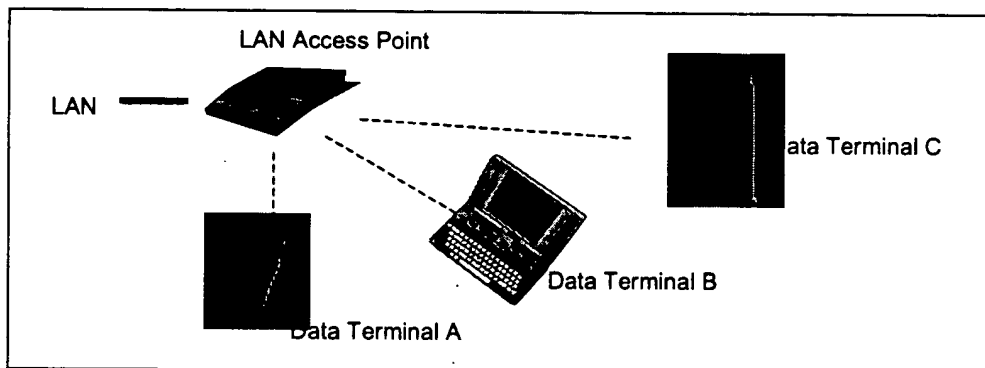 LAN Access Point
LAN
ata Terminal C
Data Terminal B
Data Terminal A